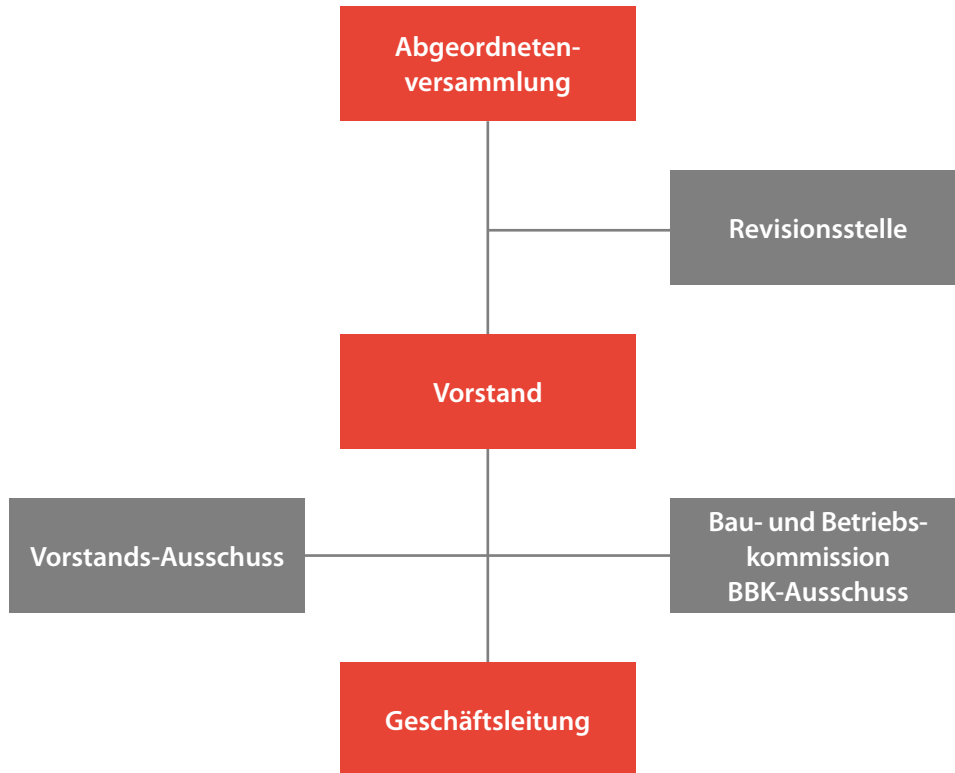 Abgeordneten-
versammlung
Revisionsstelle
Vorstand
Vorstands-Ausschuss
Bau- und Betriebs-
kommission
BBK-Ausschuss
Geschäftsleitung